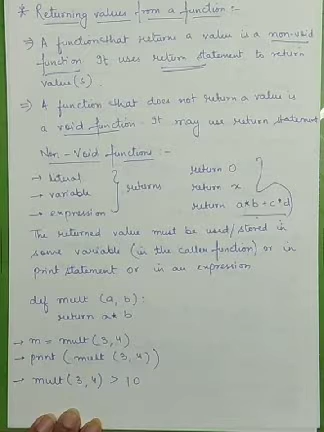 * Returning values from a function :-
⇒ A function that returns a value is a non-void
function. It uses return statement to return
value(s).
⇒ A function that does not return a value is
a void function. It may use return statement
Non-Void functions :-
→ literal
→ variable
→ expression
returns
return 0
return x
return a*b+c*d
The returned value must be used/stored in
some variable (in the caller function) or in
print statement or in an expression
def mult (a, b):
return a* b
→ m = mult (3, 4)
→ print (mult (3, 4))
→ mult (3, 4) > 10